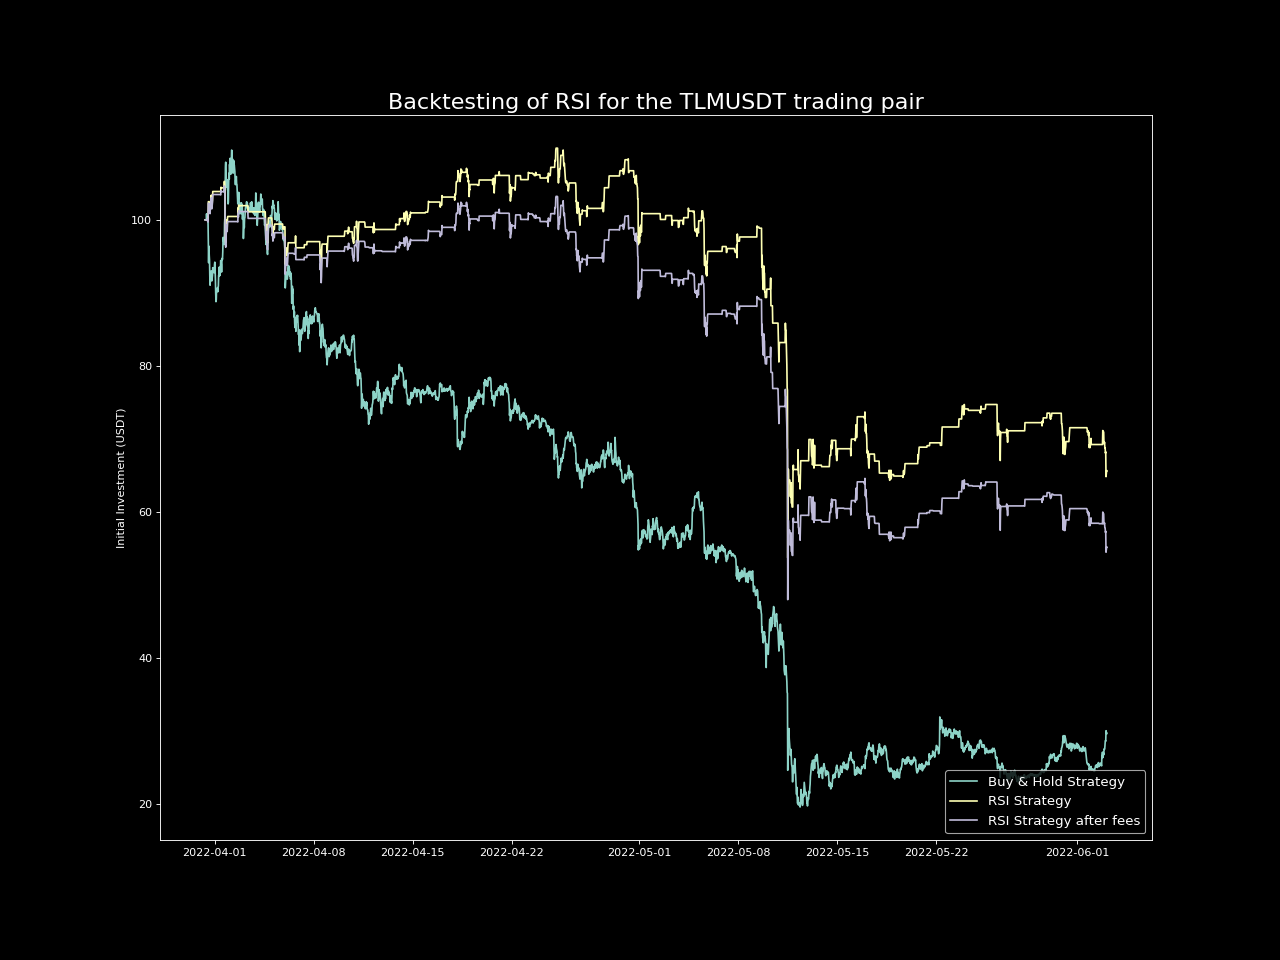 Backtesting of RSI for the TLMUSDT trading pair
Initial Investment (USDT)
100
80
60
40
20
2022-04-01
2022-04-08
2022-04-15
2022-04-22
2022-05-01
2022-05-08
2022-05-15
2022-05-22
2022-06-01
Buy & Hold Strategy
RSI Strategy
RSI Strategy after fees